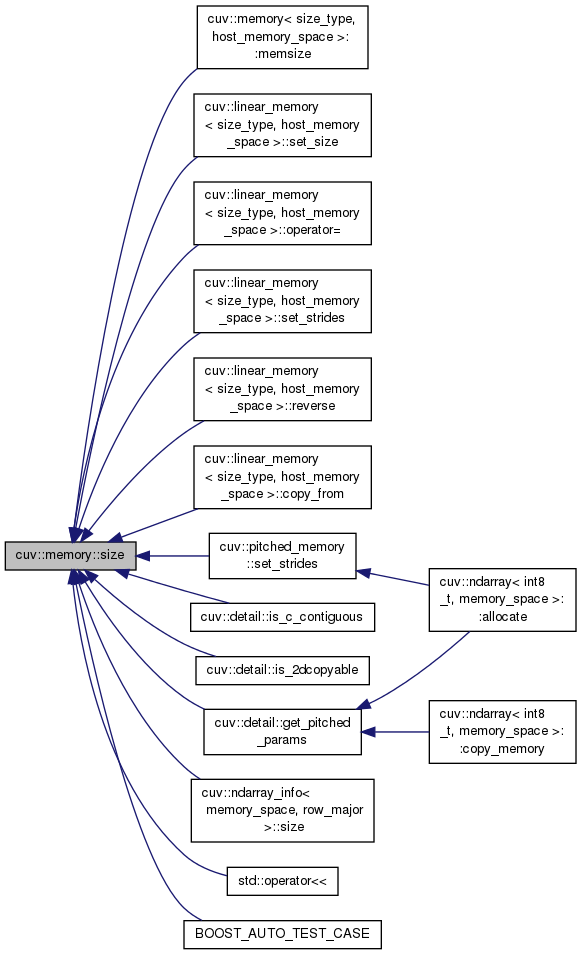 cuv::memory< size_type,
host_memory_space >:
:memsize
cuv::linear_memory
< size_type, host_memory
_space >::set_size
cuv::linear_memory
< size_type, host_memory
_space >::operator=
cuv::linear_memory
< size_type, host_memory
_space >::set_strides
cuv::linear_memory
< size_type, host_memory
_space >::reverse
cuv::linear_memory
< size_type, host_memory
_space >::copy_from
cuv::memory::size
cuv::pitched_memory
::set_strides
cuv::ndarray< int8
_t, memory_space >:
:allocate
cuv::detail::is_c_contiguous
cuv::detail::is_2dcopyable
cuv::detail::get_pitched
_params
cuv::ndarray< int8
_t, memory_space >:
:copy_memory
cuv::ndarray_info<
memory_space, row_major
>::size
std::operator<<
BOOST_AUTO_TEST_CASE